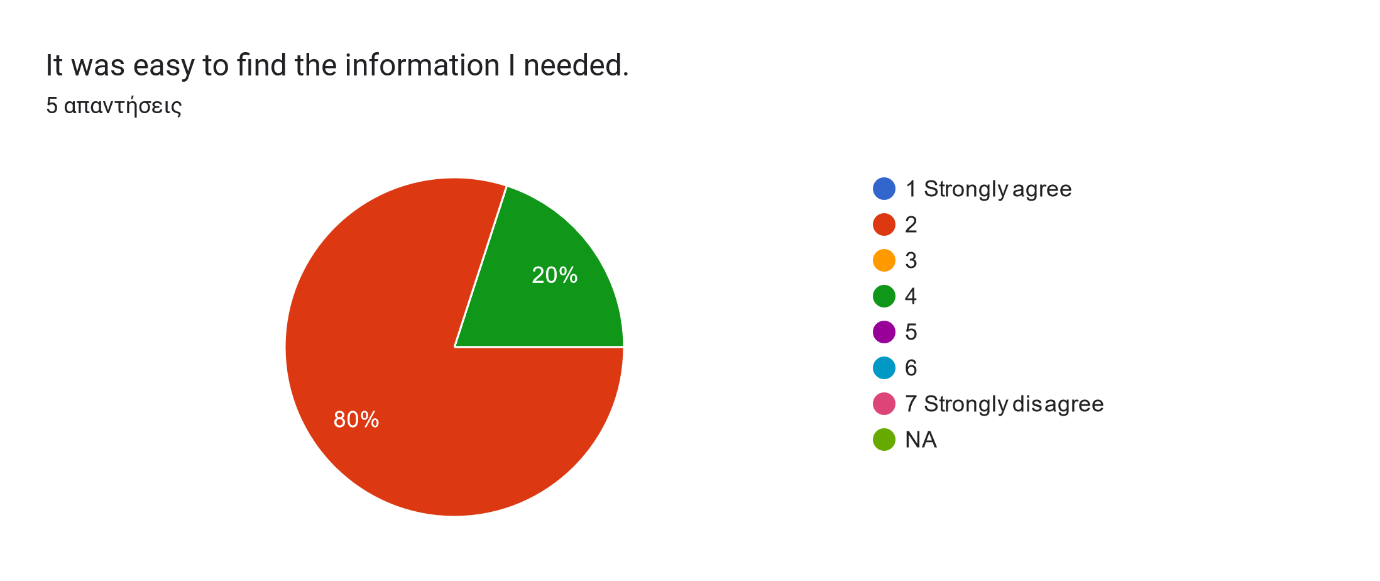 It was easy to find the information I needed.
5 απαντήσεις
20%
80%
1 Strongly agree
2
3
4
5
6
7 Strongly disagree
NA